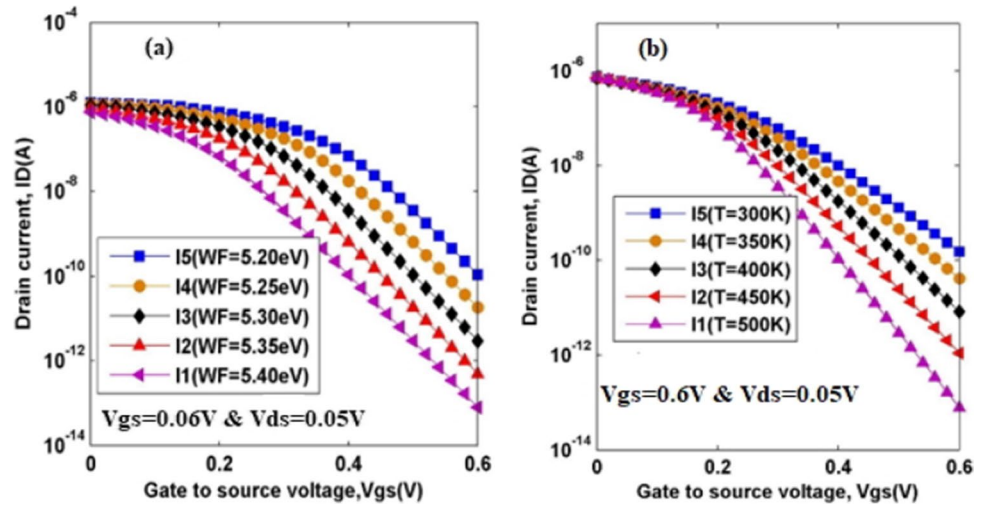 (a)
Drain current, ID(A)
10-4
10-6
10-8
10-10
10-12
10-14
I5(WF=5.20eV)
I4(WF=5.25eV)
I3(WF=5.30eV)
I2(WF=5.35eV)
I1(WF=5.40eV)
Vgs=0.06V & Vds=0.05V
0 0.2 0.4 0.6
Gate to source voltage,Vgs(V)
(b)
Drain current, ID(A)
10-6
10-8
10-10
10-12
10-14
I5(T=300K)
I4(T=350K)
I3(T=400K)
I2(T=450K)
I1(T=500K)
Vgs=0.6V & Vds=0.05V
0 0.2 0.4 0.6
Gate to source voltage, Vgs(V)